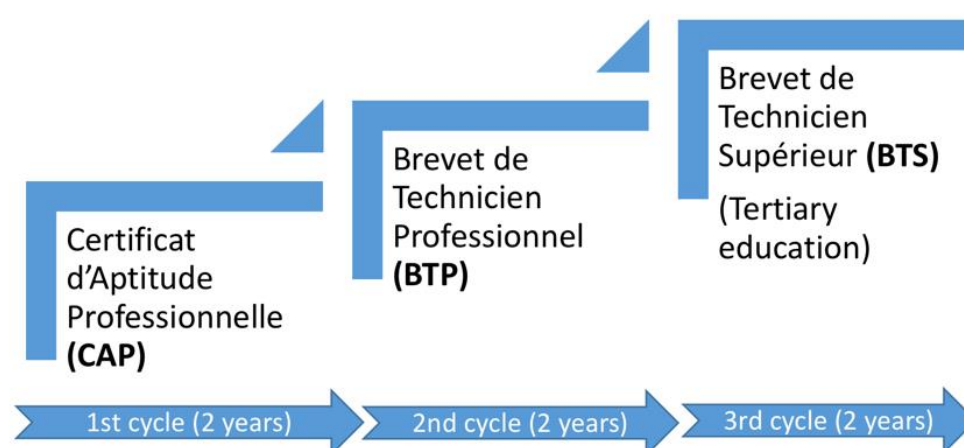 Certificat
d’Aptitude
Professionnelle
(CAP)
Brevet de
Technicien
Professionnel
(BTP)
Brevet de
Technicien
Supérieur (BTS)
(Tertiary
education)
1st cycle (2 years)
2nd cycle (2 years)
3rd cycle (2 years)